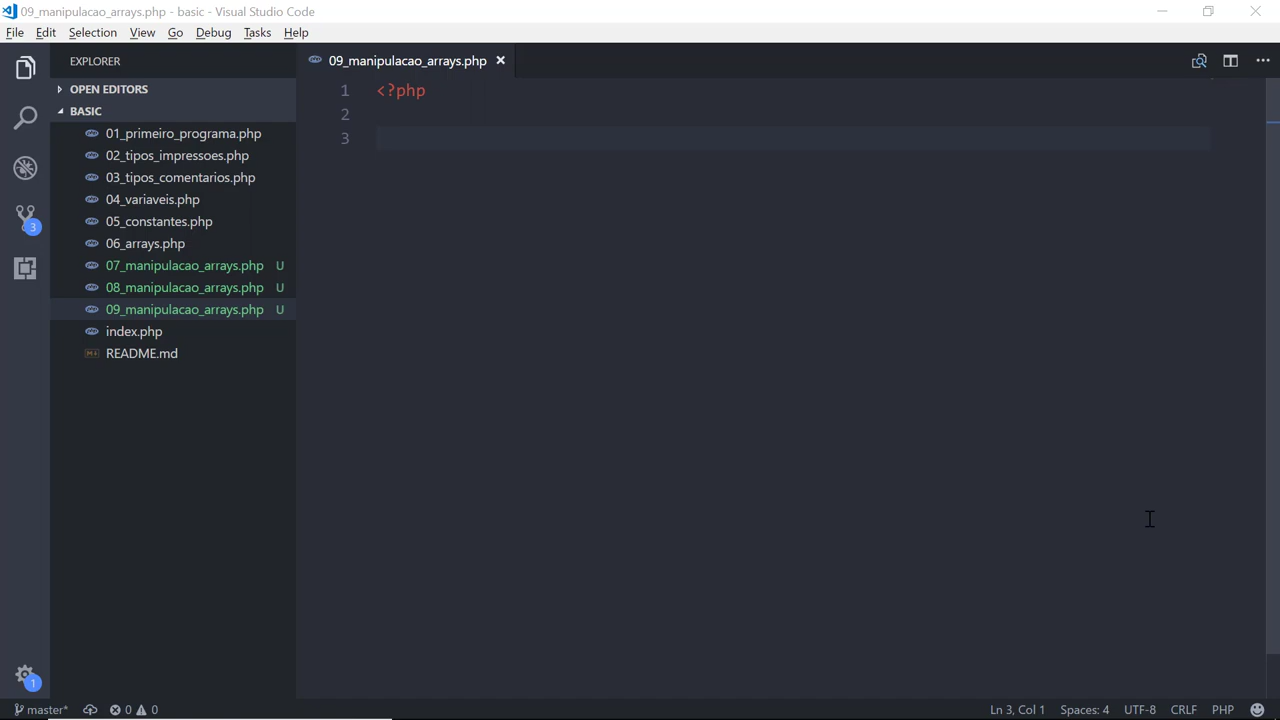 09_manipulacao_arrays.php - basic - Visual Studio Code
File Edit Selection View Go Debug Tasks Help
EXPLORER
09_manipulacao_arrays.php
OPEN EDITORS
BASIC
01_primeiro_programa.php
02_tipos_impressoes.php
03_tipos_comentarios.php
04_variaveis.php
05_constantes.php
06_arrays.php
07_manipulacao_arrays.php U
08_manipulacao_arrays.php U
09_manipulacao_arrays.php U
index.php
README.md
1 <?php
2
3
3
1
master* 0 0 Ln 3, Col 1 Spaces: 4 UTF-8 CRLF PHP